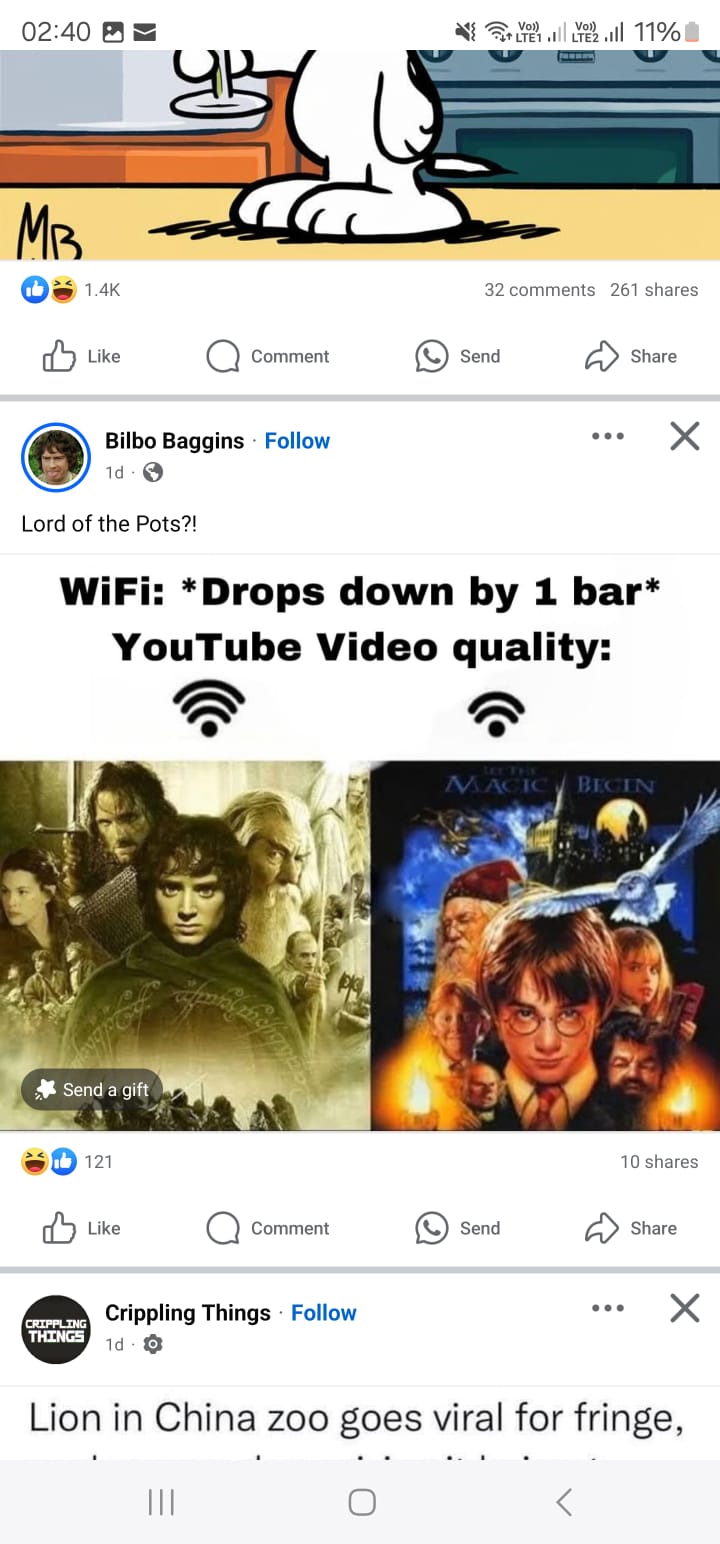 02:40 Vo)) LTE1 Vo)) LTE2 11%
MB
1.4K 32 comments 261 shares
Like Comment Send Share
Bilbo Baggins · Follow
1d ·
Lord of the Pots?!
WiFi: *Drops down by 1 bar*
YouTube Video quality:
LET THE
MAGIC BEGIN
Send a gift
121 10 shares
Like Comment Send Share
CRIPPLING
THINGS
Crippling Things · Follow
1d ·
Lion in China zoo goes viral for fringe,